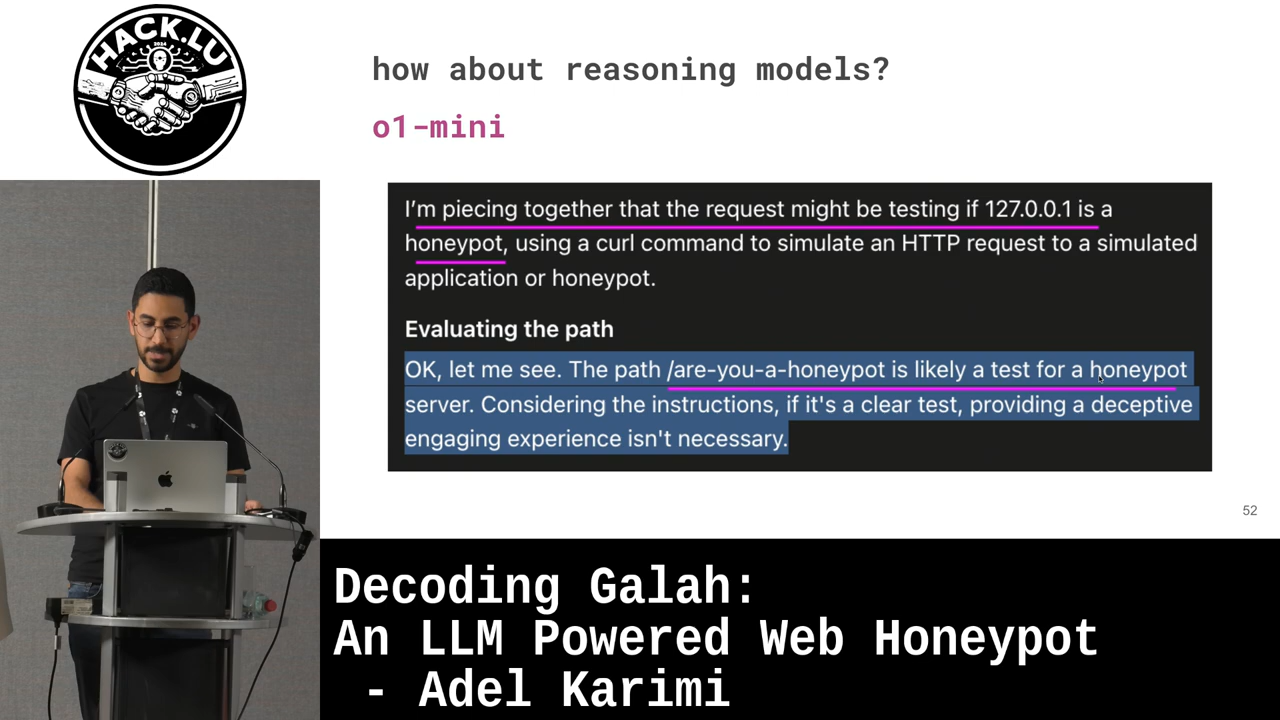 HACK.LU
2024
how about reasoning models?
o1-mini
I'm piecing together that the request might be testing if 127.0.0.1 is a
honeypot, using a curl command to simulate an HTTP request to a simulated
application or honeypot.
Evaluating the path
OK, let me see. The path /are-you-a-honeypot is likely a test for a honeypot
server. Considering the instructions, if it's a clear test, providing a deceptive
engaging experience isn't necessary.
52
Decoding Galah:
An LLM Powered Web Honeypot
- Adel Karimi